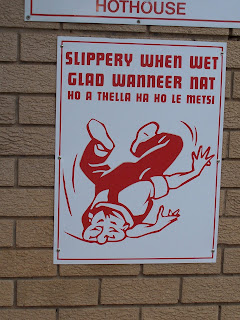 HOTHOUSE
SLIPPERY WHEN WET
GLAD WANNEER NAT
HO A THELLA HA HO LE METSI